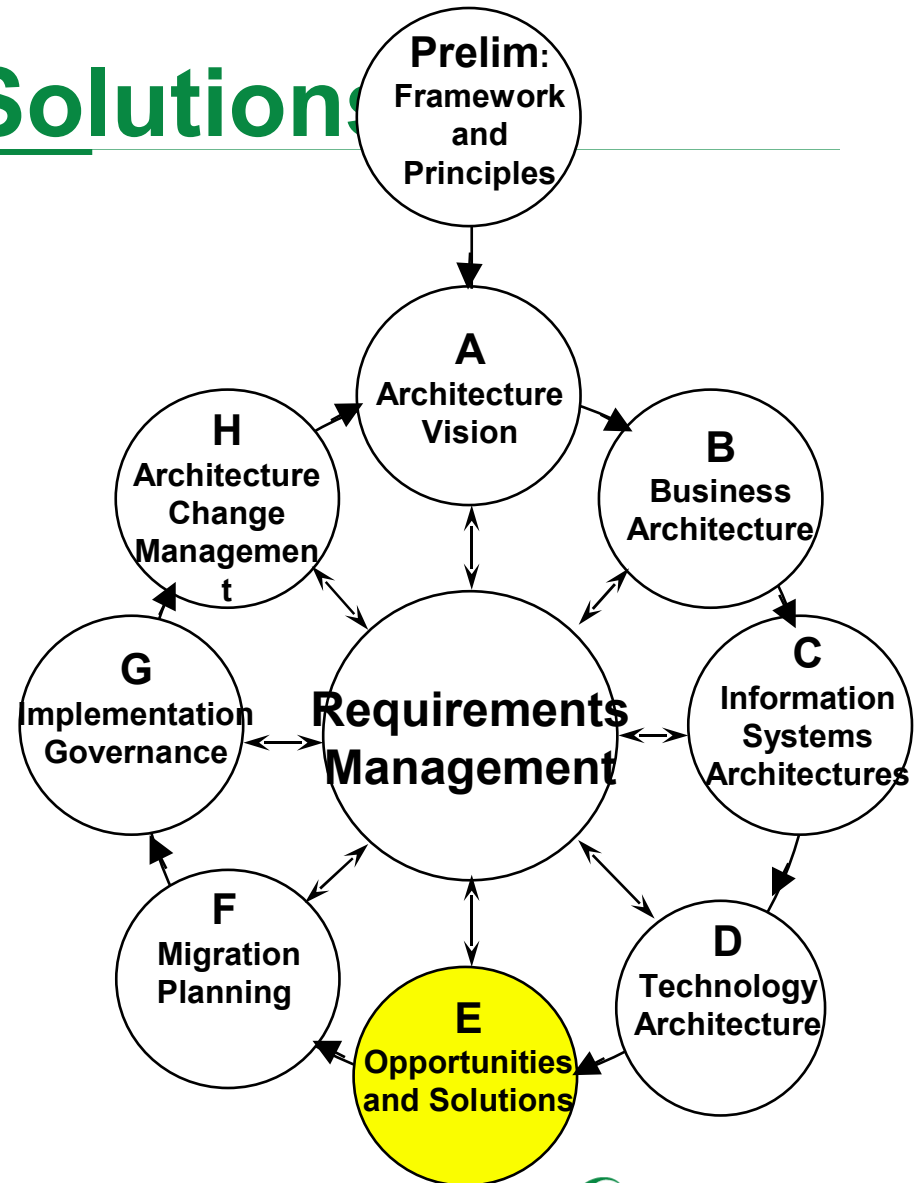 Solutions
Prelim:
Framework
and
Principles
A
Architecture
Vision
H
Architecture
Change
Managemen
t
B
Business
Architecture
G
Implementation
Governance
Requirements
Management
C
Information
Systems
Architectures
F
Migration
Planning
D
Technology
Architecture
E
Opportunities
and Solutions